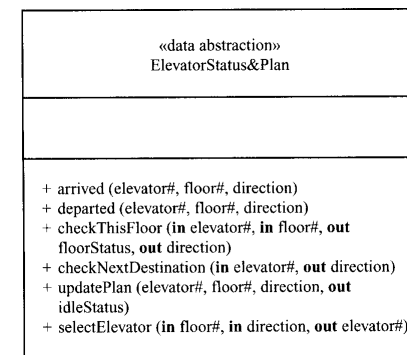 «data abstraction»
ElevatorStatus&Plan
+ arrived (elevator#, floor#, direction)
+ departed (elevator#, floor#, direction)
+ checkThisFloor (in elevator#, in floor#, out
floorStatus, out direction)
+ checkNextDestination (in elevator#, out direction)
+ updatePlan (elevator#, floor#, direction, out
idleStatus)
+ selectElevator (in floor#, in direction, out elevator#)